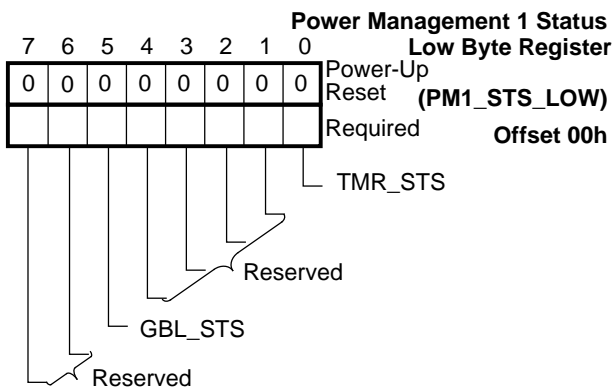 Power Management 1 Status
7 6 5 4 3 2 1 0 Low Byte Register
0 0 0 0 0 0 0 0 Power-Up
Reset (PM1_STS_LOW)
Required Offset 00h
TMR_STS
Reserved
GBL_STS
Reserved